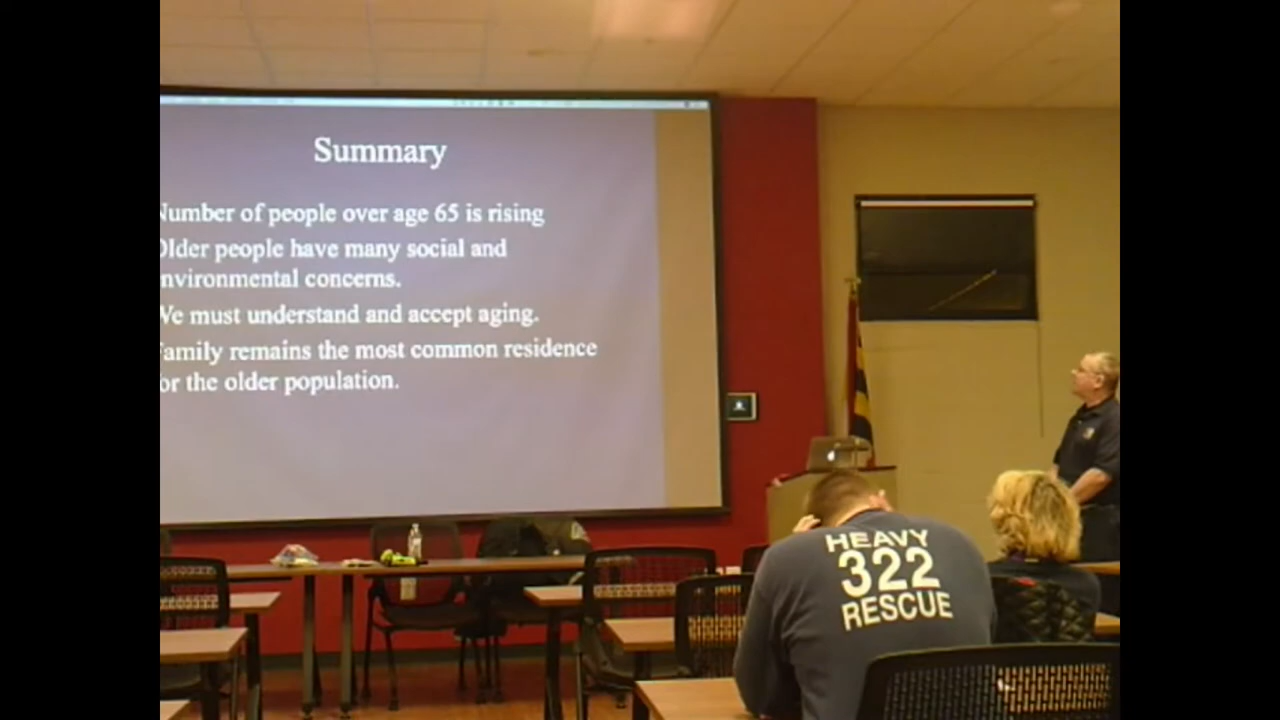 Summary
Number of people over age 65 is rising
Older people have many social and
environmental concerns.
We must understand and accept aging.
Family remains the most common residence
for the older population.
HEAVY
322
RESCUE